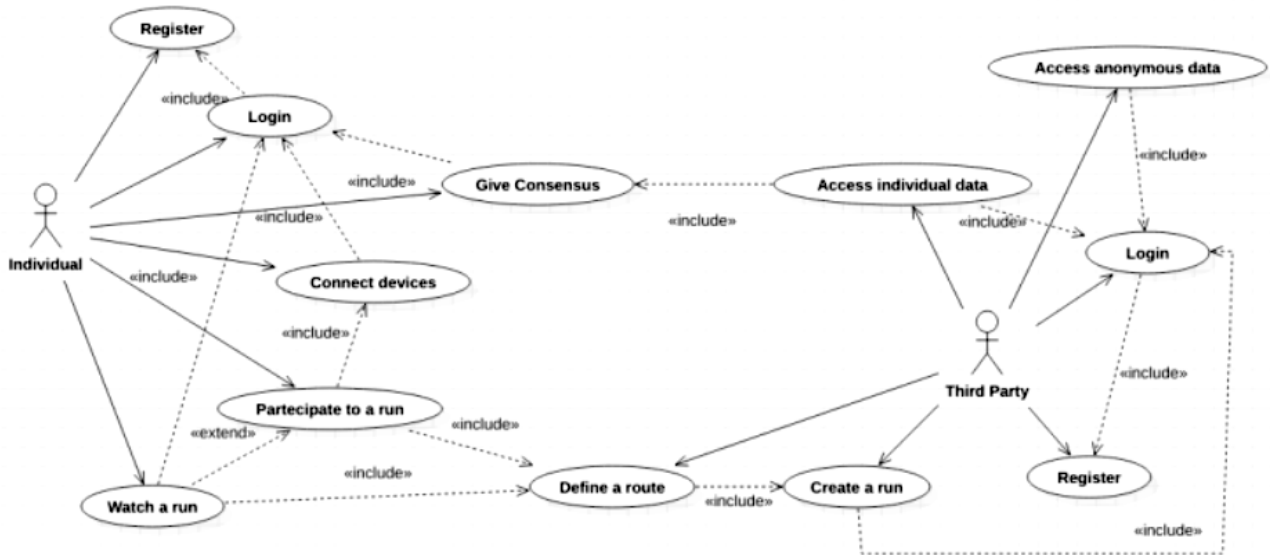 Register
Access anonymous data
«include»
Login
«include»
Give Consensus
Access individual data
«include»
«include»
«include»
«include»
Login
Individual
«include»
Connect devices
«include»
«include»
Third Party
Partecipate to a run
«include»
«extend»
«include»
Register
Define a route
Create a run
«include»
Watch a run
«include»